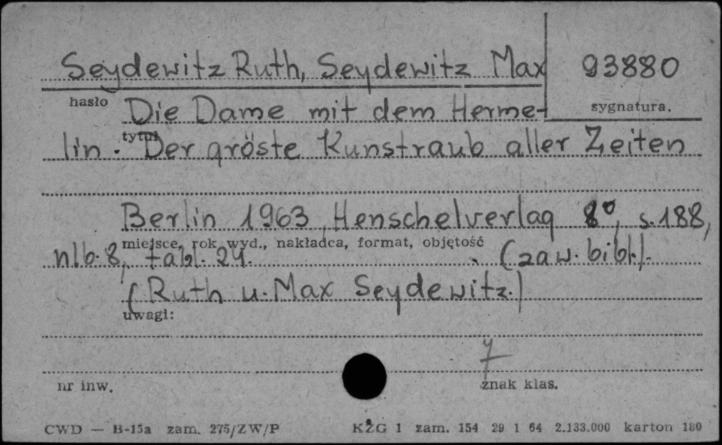 Seydewitz Ruth, Seydewitz Max 93880
hasło Die Dame mit dem Herme- sygnatura.
lin. tytuł Der gröste Kunstraub aller Zeiten
Berlin 1963, Henschelverlag 8°, s. 188,
miejsce, rok wyd., nakładca, format, objętość
nlb. 8, tabl. 24. (zaw. bibl.).
(Ruth u. Max Seydewitz.)
uwagi:
7
nr inw. znak klas.
CWD — B-15a zam. 275/ZW/P KZG 1 zam. 154 29 1 64 2.133.000 karton 180